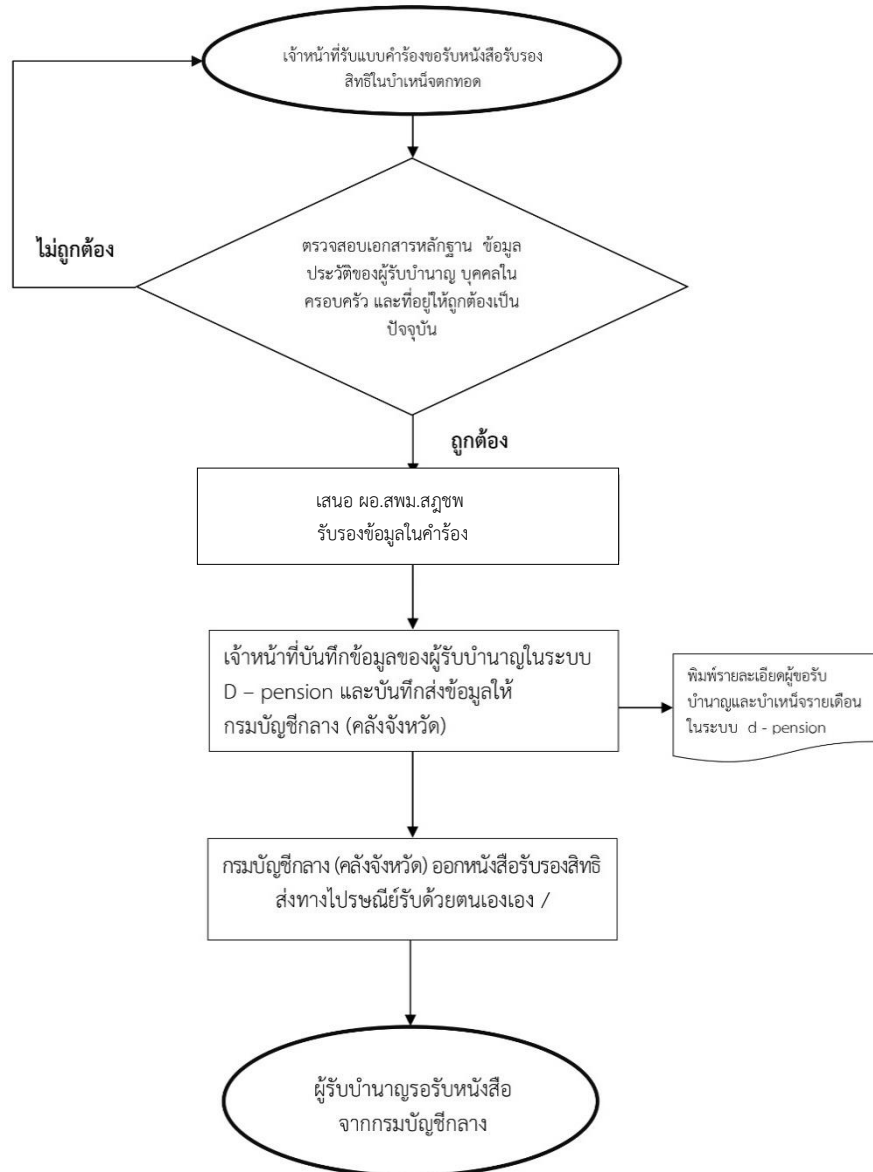 เจ้าหน้าที่รับแบบคำร้องขอรับหนังสือรับรอง
สิทธิในบำเหน็จตกทอด
ไม่ถูกต้อง
ตรวจสอบเอกสารหลักฐาน ข้อมูล
ประวัติของผู้รับบำนาญ บุคคลใน
ครอบครัว และที่อยู่ให้ถูกต้องเป็น
ปัจจุบัน
ถูกต้อง
เสนอ ผอ.สพม.สฎชพ
รับรองข้อมูลในคำร้อง
เจ้าหน้าที่บันทึกข้อมูลของผู้รับบำนาญในระบบ
D – pension และบันทึกส่งข้อมูลให้
กรมบัญชีกลาง (คลังจังหวัด)
พิมพ์รายละเอียดผู้ขอรับ
บำนาญและบำเหน็จรายเดือน
ในระบบ d - pension
กรมบัญชีกลาง (คลังจังหวัด) ออกหนังสือรับรองสิทธิ
ส่งทางไปรษณีย์รับด้วยตนเองเอง /
ผู้รับบำนาญรอรับหนังสือ
จากกรมบัญชีกลาง